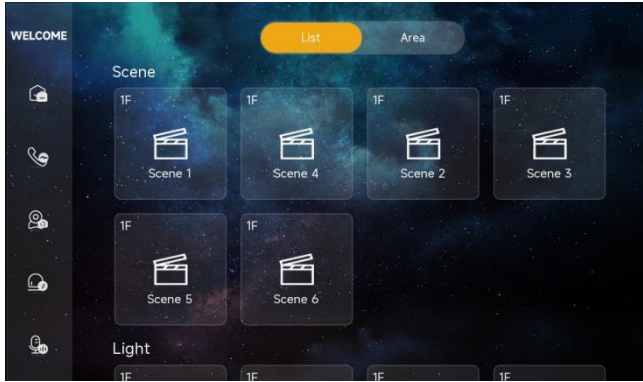 WELCOME
List Area
Scene
1F 1F 1F 1F
Scene 1 Scene 4 Scene 2 Scene 3
1F 1F
Scene 5 Scene 6
Light
1F 1F 1F 1F